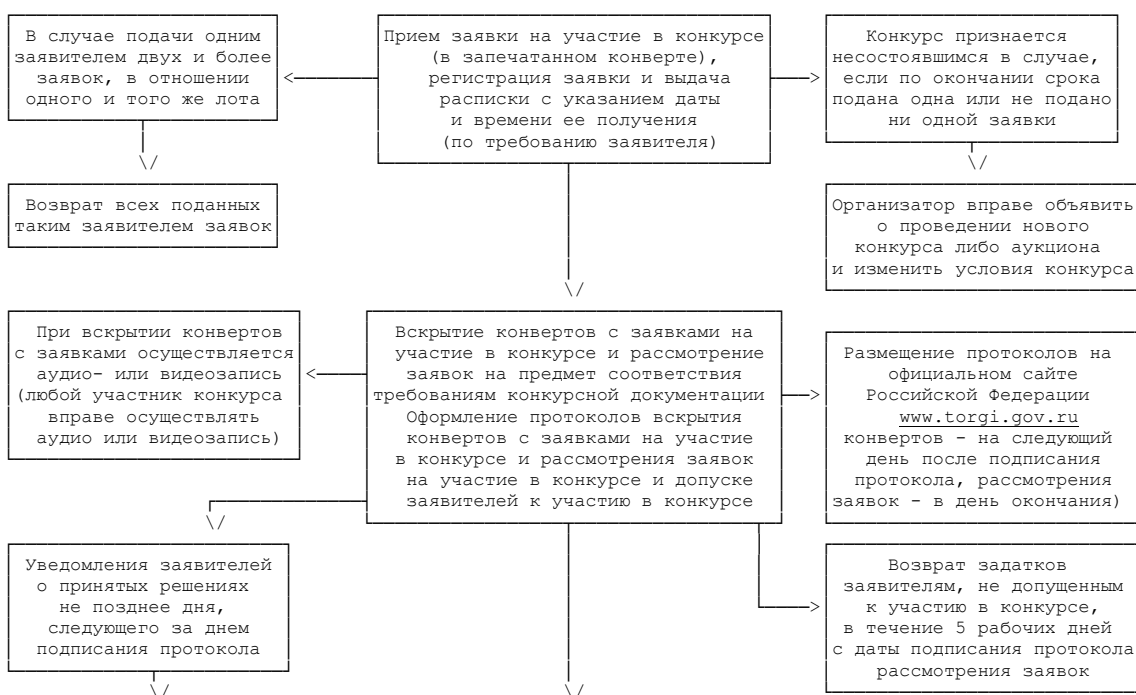 В случае подачи одним
заявителем двух и более
заявок, в отношении
одного и того же лота
Прием заявки на участие в конкурсе
(в запечатанном конверте),
регистрация заявки и выдача
расписки с указанием даты
и времени ее получения
(по требованию заявителя)
Конкурс признается
несостоявшимся в случае,
если по окончании срока
подана одна или не подано
ни одной заявки
Возврат всех поданных
таким заявителем заявок
Организатор вправе объявить
о проведении нового
конкурса либо аукциона
и изменить условия конкурса
При вскрытии конвертов
с заявками осуществляется
аудио- или видеозапись
(любой участник конкурса
вправе осуществлять
аудио или видеозапись)
Вскрытие конвертов с заявками на
участие в конкурсе и рассмотрение
заявок на предмет соответствия
требованиям конкурсной документации
Оформление протоколов вскрытия
конвертов с заявками на участие
в конкурсе и рассмотрения заявок
на участие в конкурсе и допуске
заявителей к участию в конкурсе
Размещение протоколов на
официальном сайте
Российской Федерации
www.torgi.gov.ru
конвертов - на следующий
день после подписания
протокола, рассмотрения
заявок - в день окончания)
Уведомления заявителей
о принятых решениях
не позднее дня,
следующего за днем
подписания протокола
Возврат задатков
заявителям, не допущенным
к участию в конкурсе,
в течение 5 рабочих дней
с даты подписания протокола
рассмотрения заявок